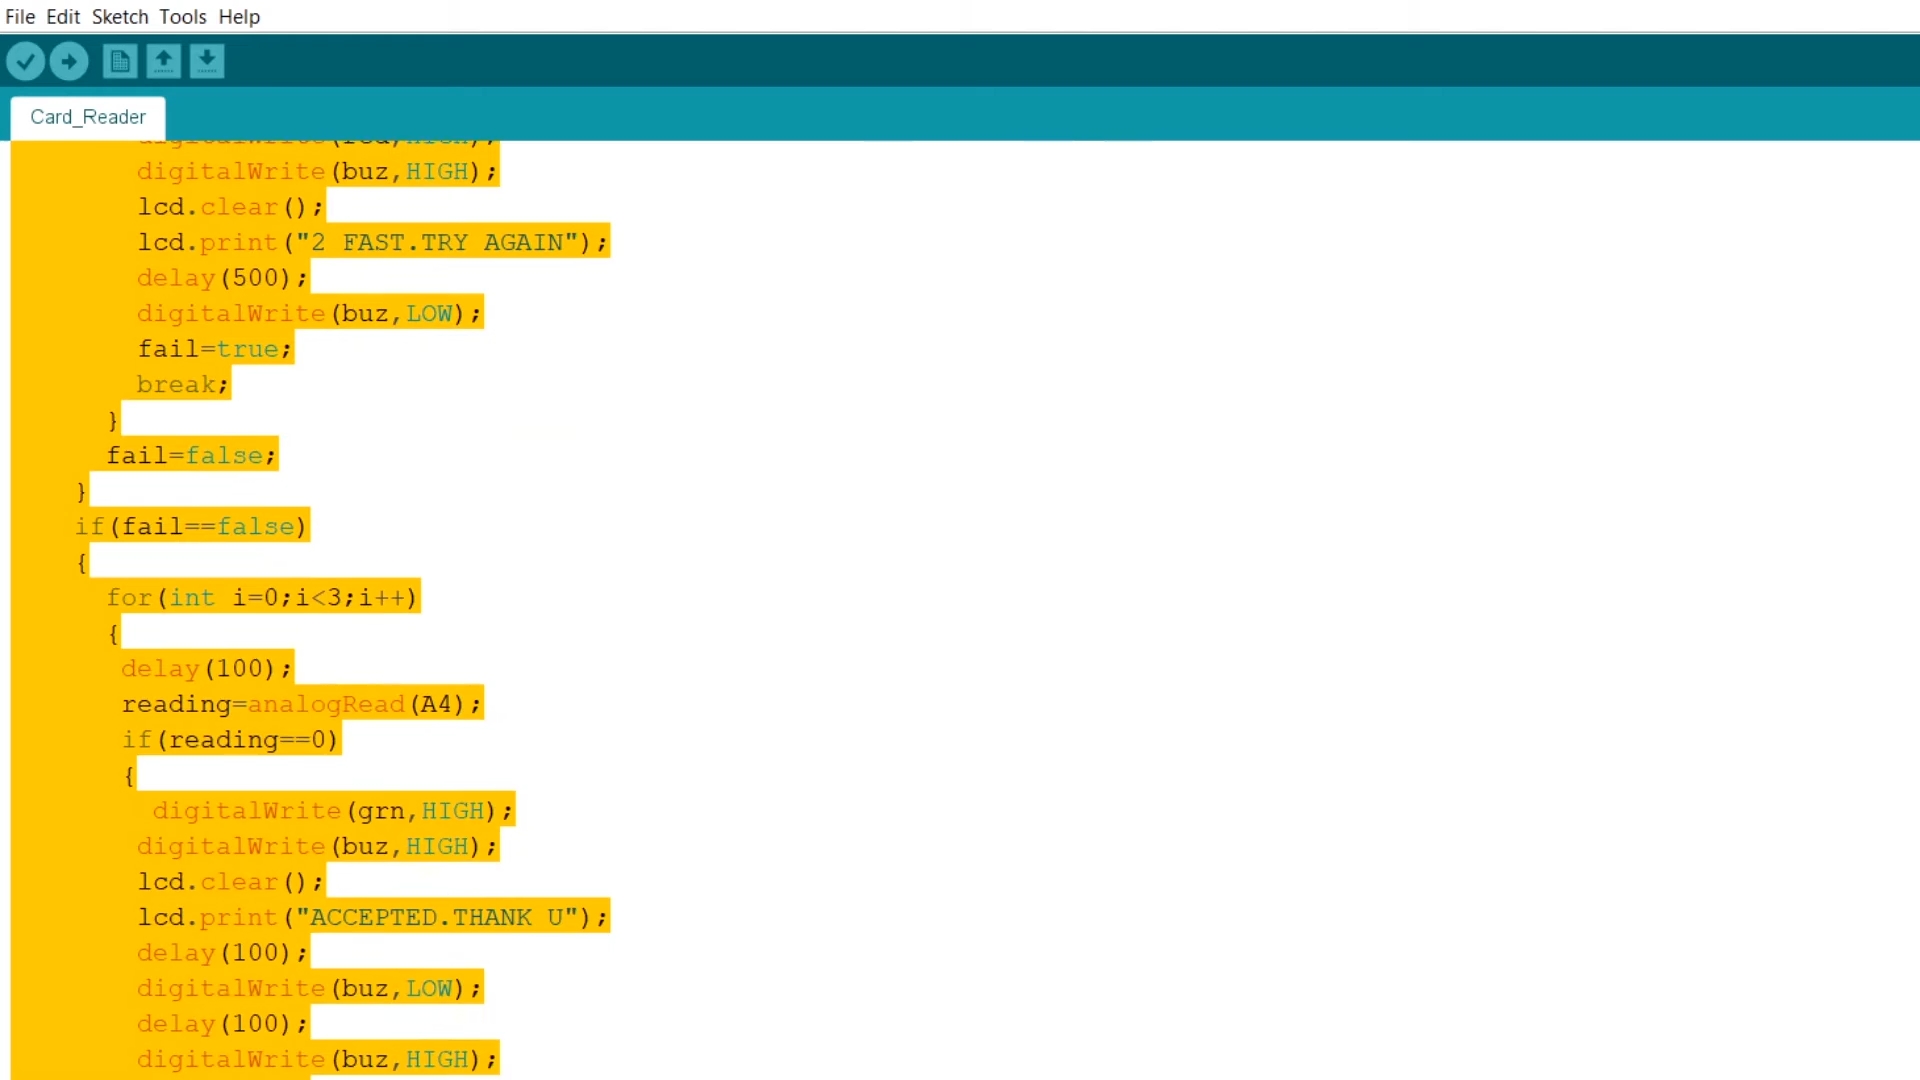 File Edit Sketch Tools Help
Card_Reader
digitalWrite(red,HIGH);
digitalWrite(buz,HIGH);
lcd.clear();
lcd.print("2 FAST.TRY AGAIN");
delay(500);
digitalWrite(buz,LOW);
fail=true;
break;
}
fail=false;
}
if(fail==false)
{
for(int i=0;i<3;i++)
{
delay(100);
reading=analogRead(A4);
if(reading==0)
{
digitalWrite(grn,HIGH);
digitalWrite(buz,HIGH);
lcd.clear();
lcd.print("ACCEPTED.THANK U");
delay(100);
digitalWrite(buz,LOW);
delay(100);
digitalWrite(buz,HIGH);